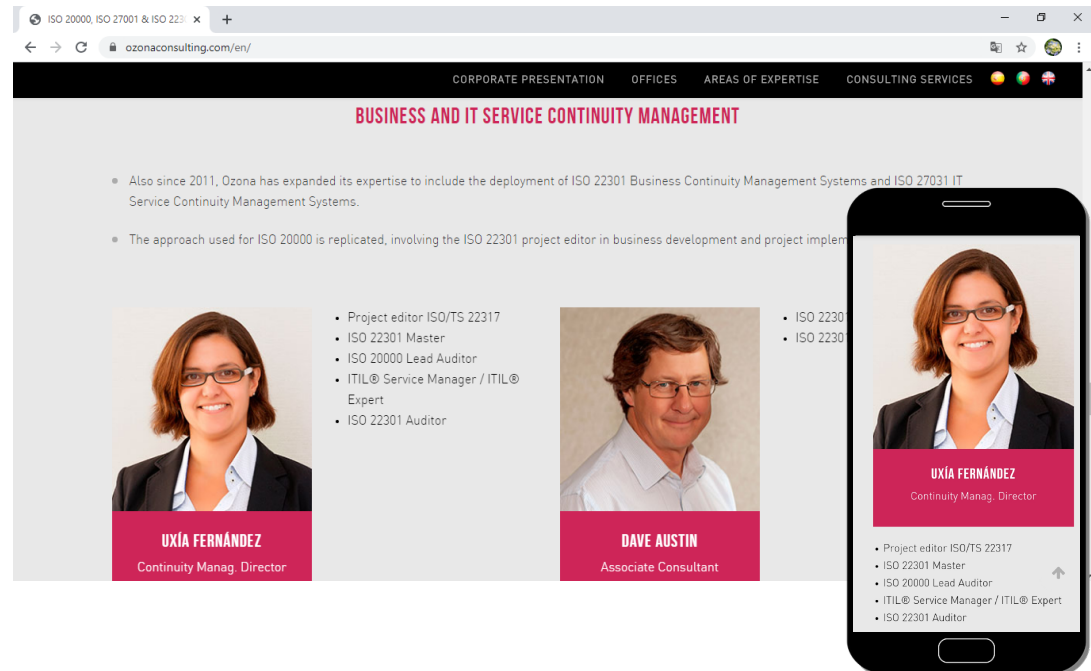 ISO 20000, ISO 27001 & ISO 223
ozonaconsulting.com/en/
CORPORATE PRESENTATION OFFICES AREAS OF EXPERTISE CONSULTING SERVICES
BUSINESS AND IT SERVICE CONTINUITY MANAGEMENT
Also since 2011, Ozona has expanded its expertise to include the deployment of ISO 22301 Business Continuity Management Systems and ISO 27031 IT
Service Continuity Management Systems.
The approach used for ISO 20000 is replicated, involving the ISO 22301 project editor in business development and project implem
• Project editor ISO/TS 22317
• ISO 22301 Master
• ISO 20000 Lead Auditor
• ITIL® Service Manager / ITIL®
Expert
• ISO 22301 Auditor
UXÍA FERNÁNDEZ
Continuity Manag. Director
• ISO 22301
• ISO 22301
DAVE AUSTIN
Associate Consultant
UXÍA FERNÁNDEZ
Continuity Manag. Director
• Project editor ISO/TS 22317
• ISO 22301 Master
• ISO 20000 Lead Auditor
• ITIL® Service Manager / ITIL® Expert
• ISO 22301 Auditor